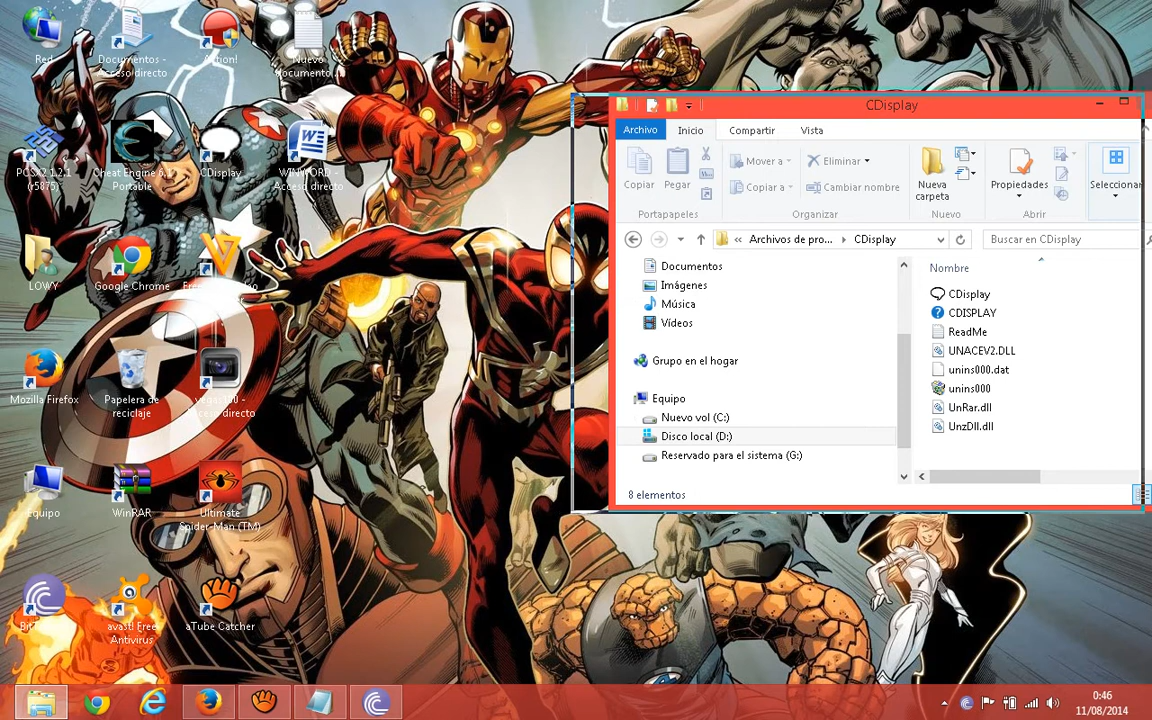 Red
Documentos -
Acceso directo
Action!
Nuevo
documento ...
PCSX2 1.2.1
(r5875)
Cheat Engine 6.1
Portable
CDisplay
WINWORD -
Acceso directo
LOWY
Google Chrome
Mozilla Firefox
Papelera de
reciclaje
Acceso directo
Equipo
WinRAR
Ultimate
Spider-Man (TM)
avast! Free
Antivirus
aTube Catcher
CDisplay
Archivo
Inicio
Compartir
Vista
Copiar
Pegar
Mover a
Copiar a
Eliminar
Cambiar nombre
Nueva
carpeta
Propiedades
Seleccionar
Portapapeles
Organizar
Nuevo
Abrir
« Archivos de pro...
CDisplay
Buscar en CDisplay
Documentos
Imágenes
Música
Vídeos
Grupo en el hogar
Equipo
Nuevo vol (C:)
Disco local (D:)
Reservado para el sistema (G:)
Nombre
CDisplay
CDISPLAY
ReadMe
UNACEV2.DLL
unins000.dat
unins000
UnRar.dll
UnzDll.dll
8 elementos
0:46
11/08/2014